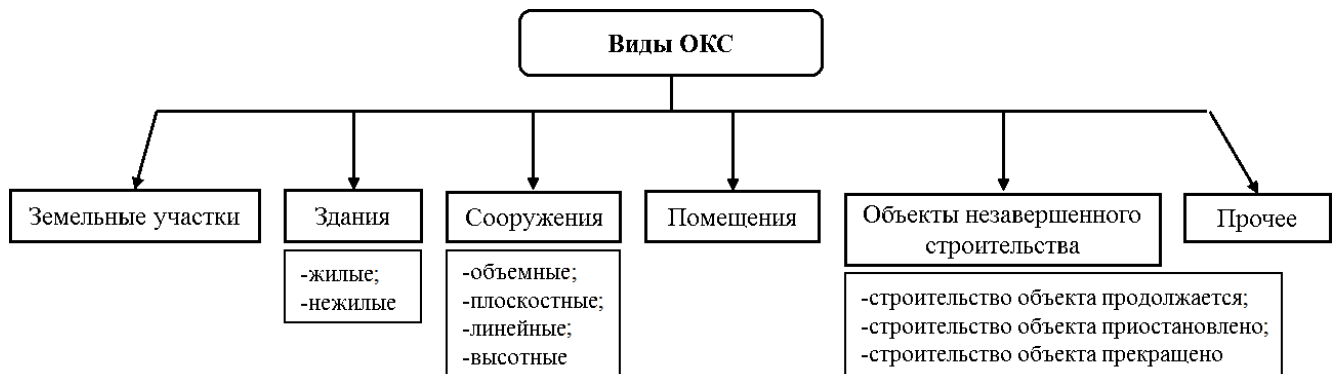 Виды ОКС
Земельные участки
Здания
-жилые;
-нежилые
Сооружения
-объемные;
-плоскостные;
-линейные;
-высотные
Помещения
Объекты незавершенного
строительства
-строительство объекта продолжается;
-строительство объекта приостановлено;
-строительство объекта прекращено
Прочее